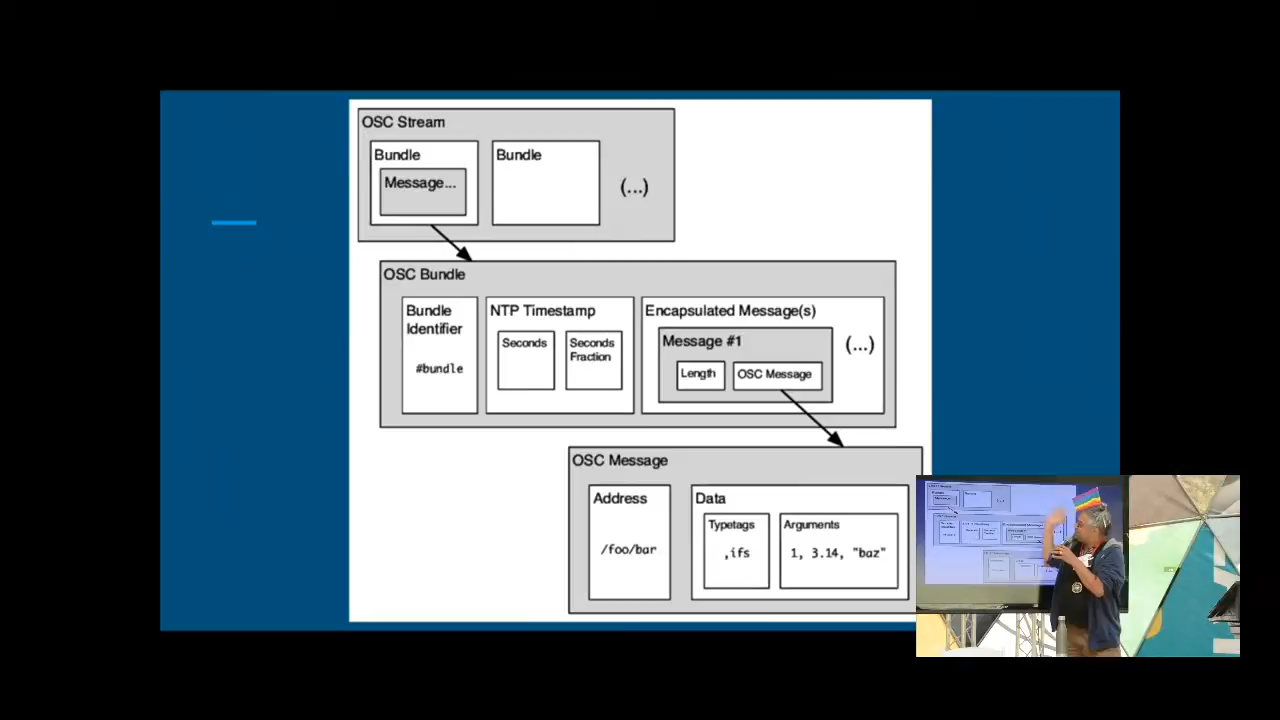 OSC Stream
Bundle
Message...
Bundle
(...)
OSC Bundle
Bundle
Identifier
#bundle
NTP Timestamp
Seconds
Seconds
Fraction
Encapsulated Message(s)
Message #1
Length
OSC Message
(...)
OSC Message
Address
/foo/bar
Data
Typetags
,ifs
Arguments
1, 3.14, "baz"